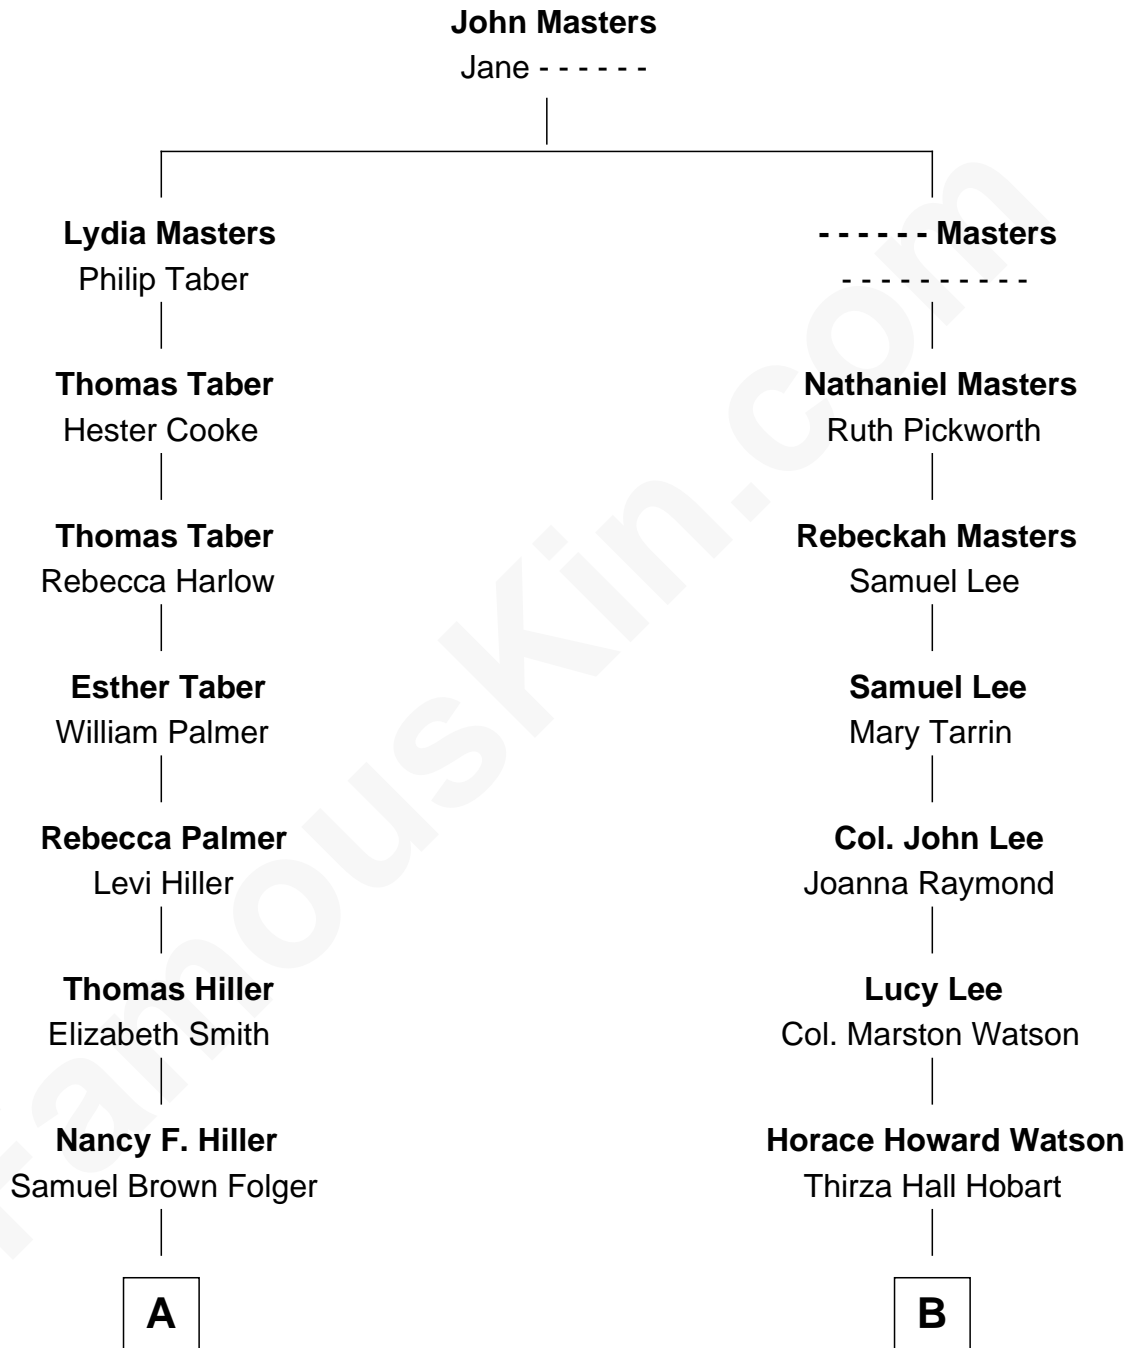 John Masters
Jane - - - - - -
Lydia Masters
Philip Taber
- - - - - - Masters
- - - - - - - - - -
Thomas Taber
Hester Cooke
Nathaniel Masters
Ruth Pickworth
Thomas Taber
Rebecca Harlow
Rebeckah Masters
Samuel Lee
Esther Taber
William Palmer
Samuel Lee
Mary Tarrin
Rebecca Palmer
Levi Hiller
Col. John Lee
Joanna Raymond
Thomas Hiller
Elizabeth Smith
Lucy Lee
Col. Marston Watson
Nancy F. Hiller
Samuel Brown Folger
Horace Howard Watson
Thirza Hall Hobart
A
B
FamousKin.com